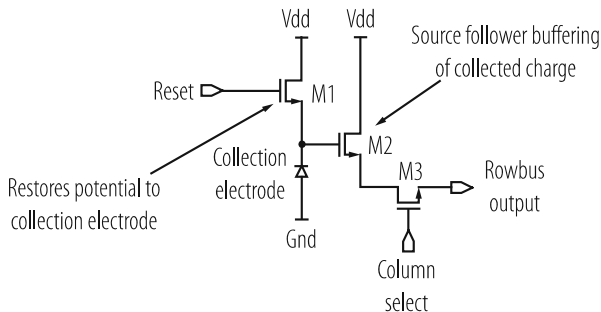 Vdd
Vdd
Source follower buffering
of collected charge
Reset
M1
M2
Collection
electrode
M3
Rowbus
output
Restores potential to
collection electrode
Gnd
Column
select